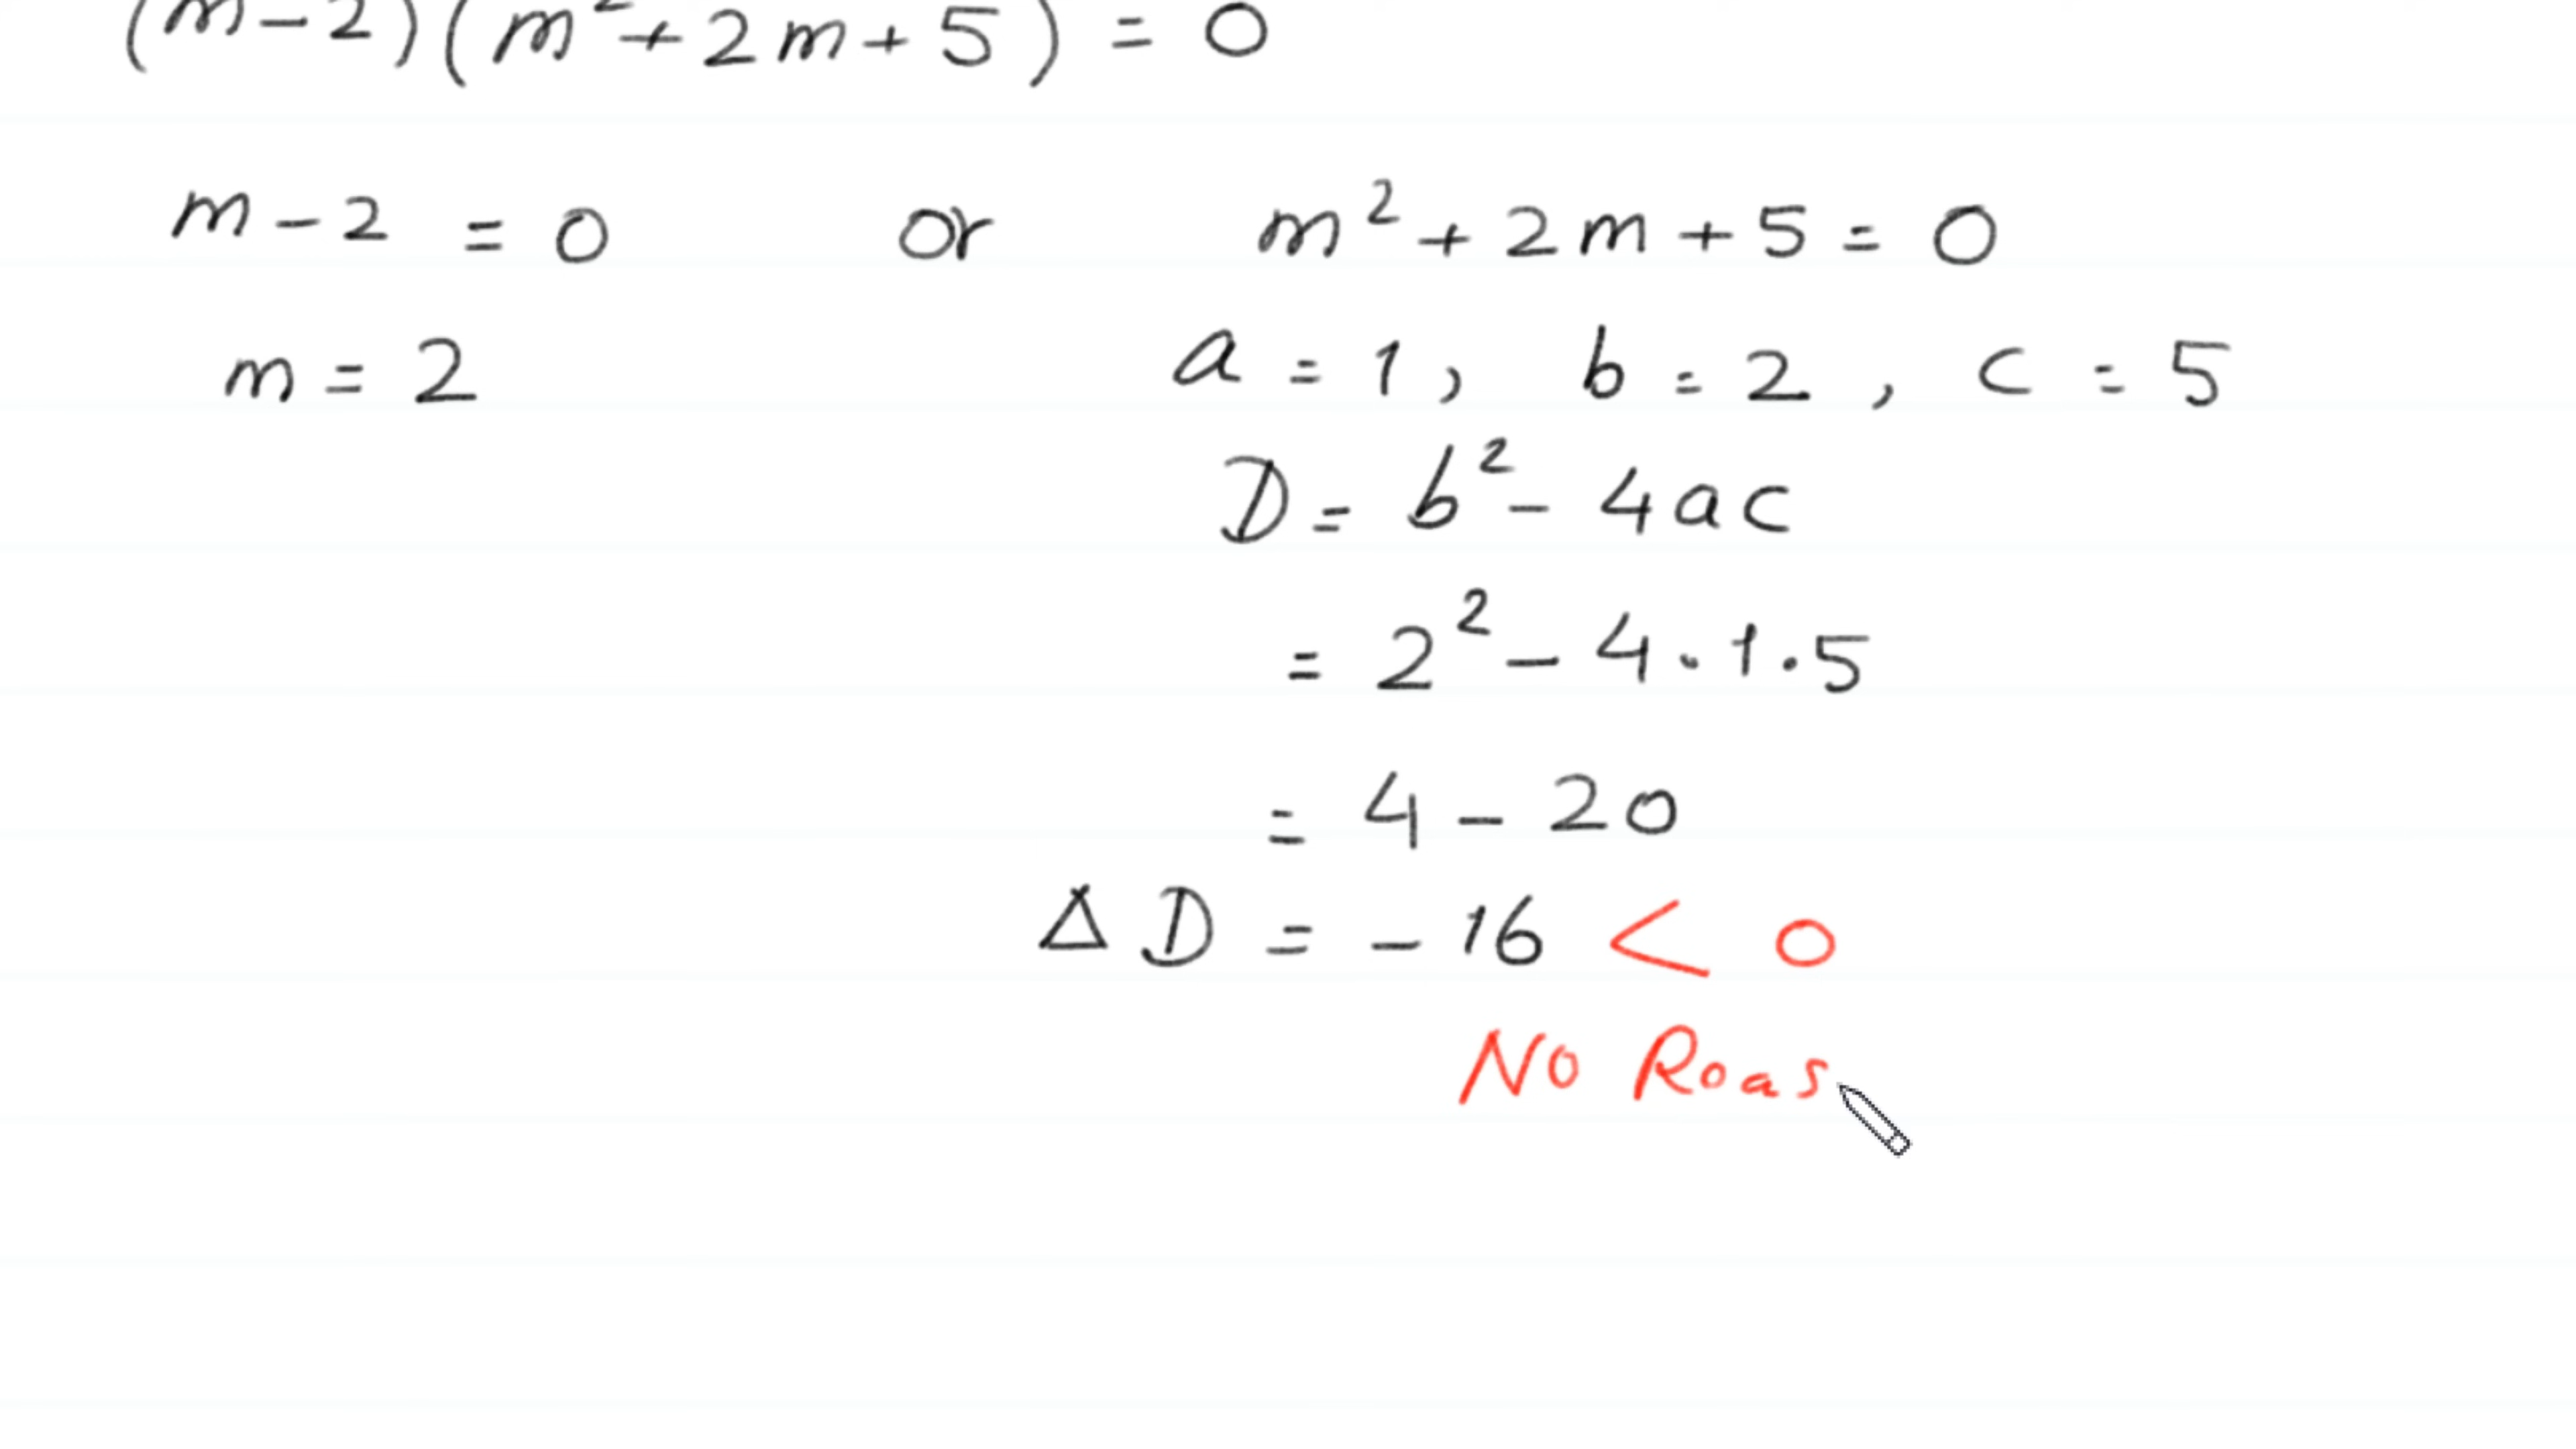 (m-2)(m²+2m+5) = 0
m-2 = 0 or m²+2m+5=0
m = 2 a = 1, b = 2, c = 5
D = b²- 4ac
= 2²- 4.1.5
= 4 - 20
Δ D = - 16 < 0
No Roas